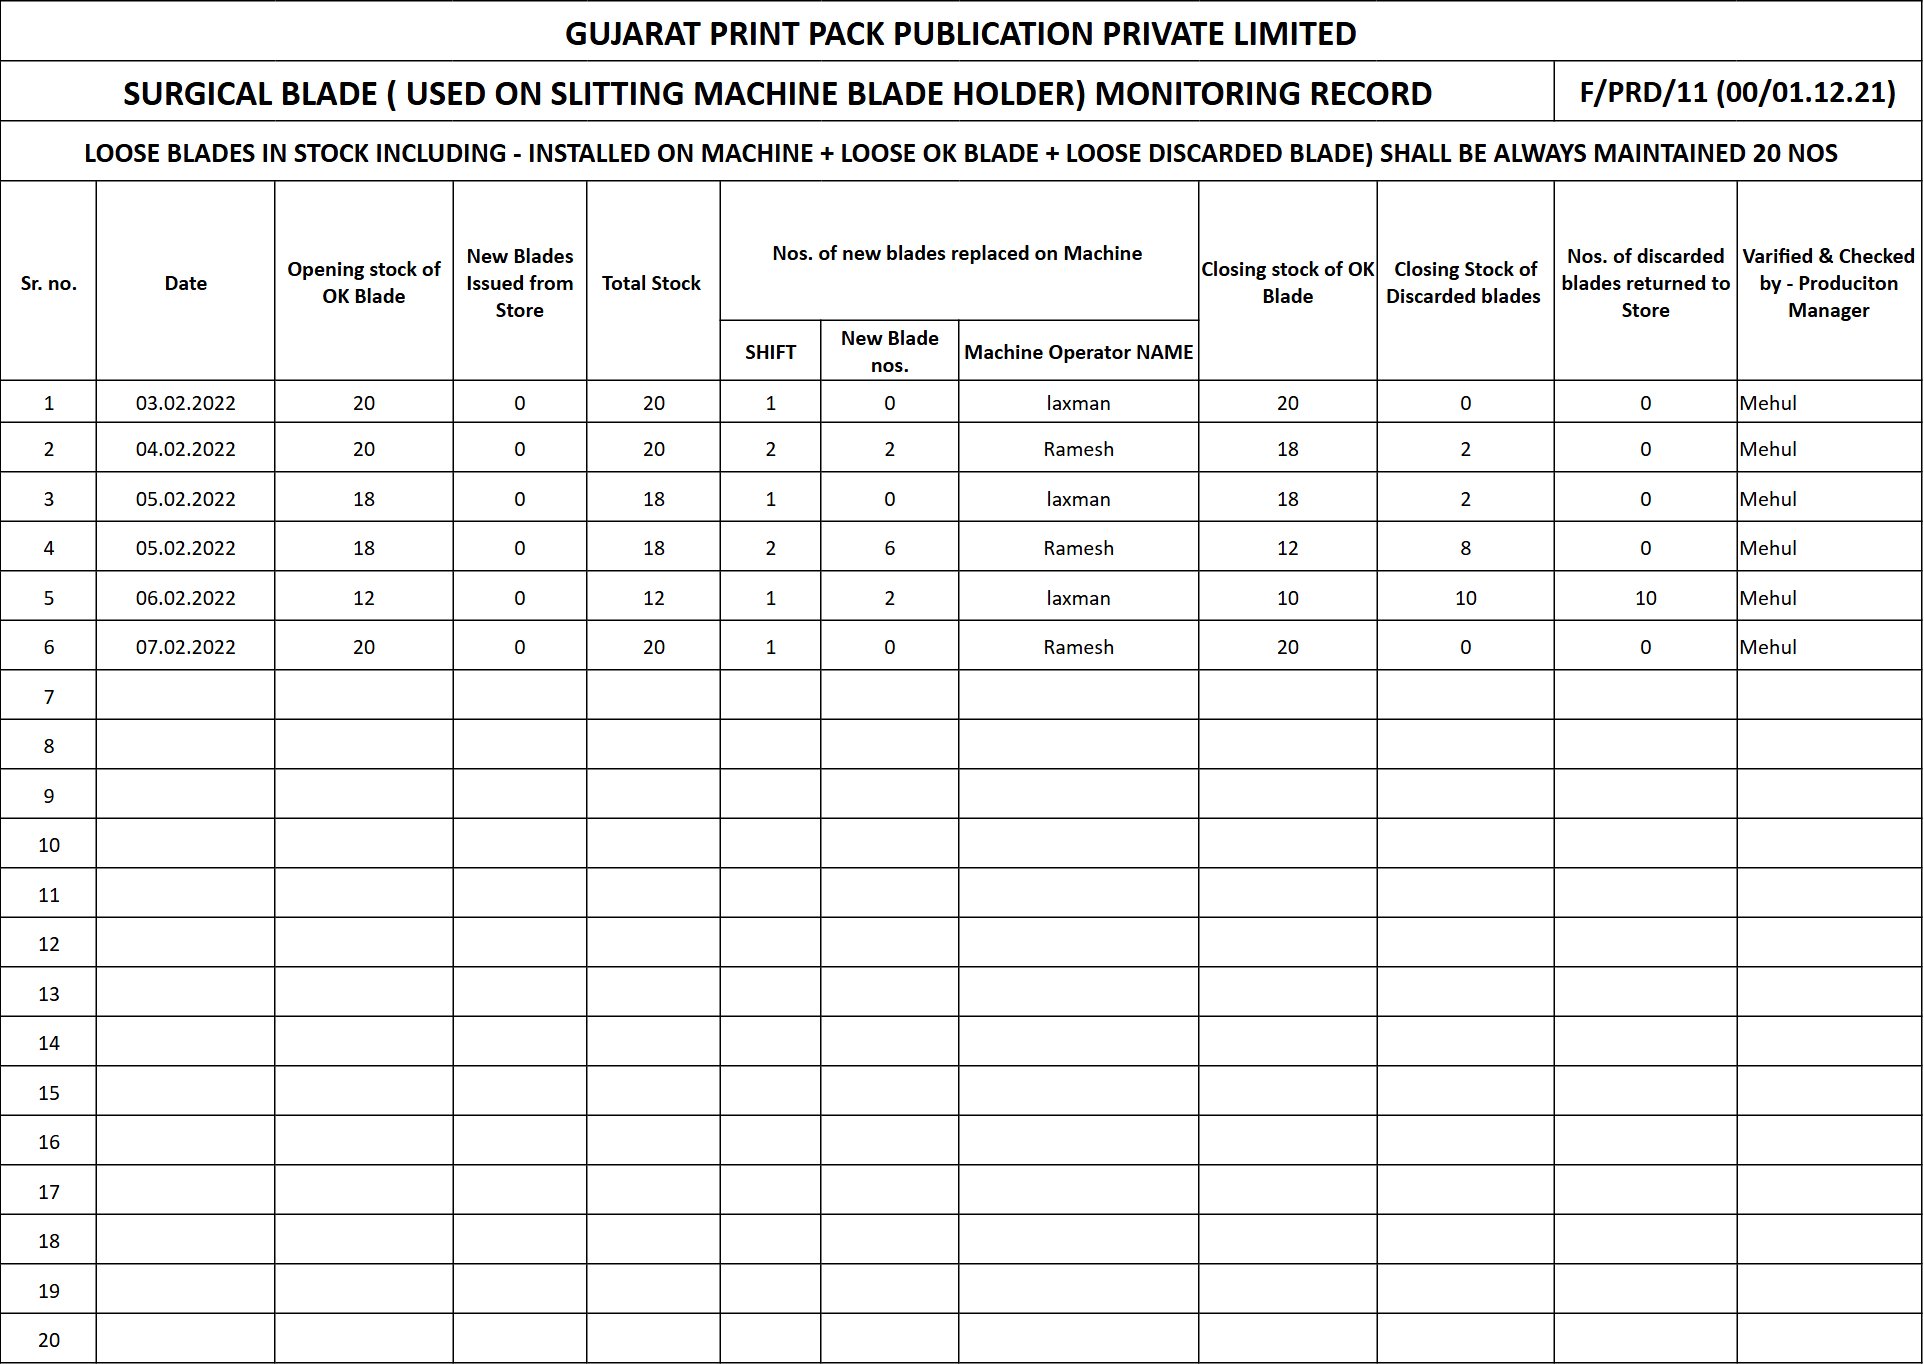 GUJARAT PRINT PACK PUBLICATION PRIVATE LIMITED
SURGICAL BLADE ( USED ON SLITTING MACHINE BLADE HOLDER) MONITORING RECORD F/PRD/11 (00/01.12.21)
LOOSE BLADES IN STOCK INCLUDING - INSTALLED ON MACHINE + LOOSE OK BLADE + LOOSE DISCARDED BLADE) SHALL BE ALWAYS MAINTAINED 20 NOS
Sr. no.
Date
Opening stock of
OK Blade
New Blades
Issued from
Store
Total Stock
Nos. of new blades replaced on Machine
SHIFT
New Blade
nos.
Machine Operator NAME
Closing stock of OK
Blade
Closing Stock of
Discarded blades
Nos. of discarded
blades returned to
Store
Varified & Checked
by - Produciton
Manager
1 03.02.2022 20 0 20 1 0 laxman 20 0 0 Mehul
2 04.02.2022 20 0 20 2 2 Ramesh 18 2 0 Mehul
3 05.02.2022 18 0 18 1 0 laxman 18 2 0 Mehul
4 05.02.2022 18 0 18 2 6 Ramesh 12 8 0 Mehul
5 06.02.2022 12 0 12 1 2 laxman 10 10 10 Mehul
6 07.02.2022 20 0 20 1 0 Ramesh 20 0 0 Mehul
7
8
9
10
11
12
13
14
15
16
17
18
19
20